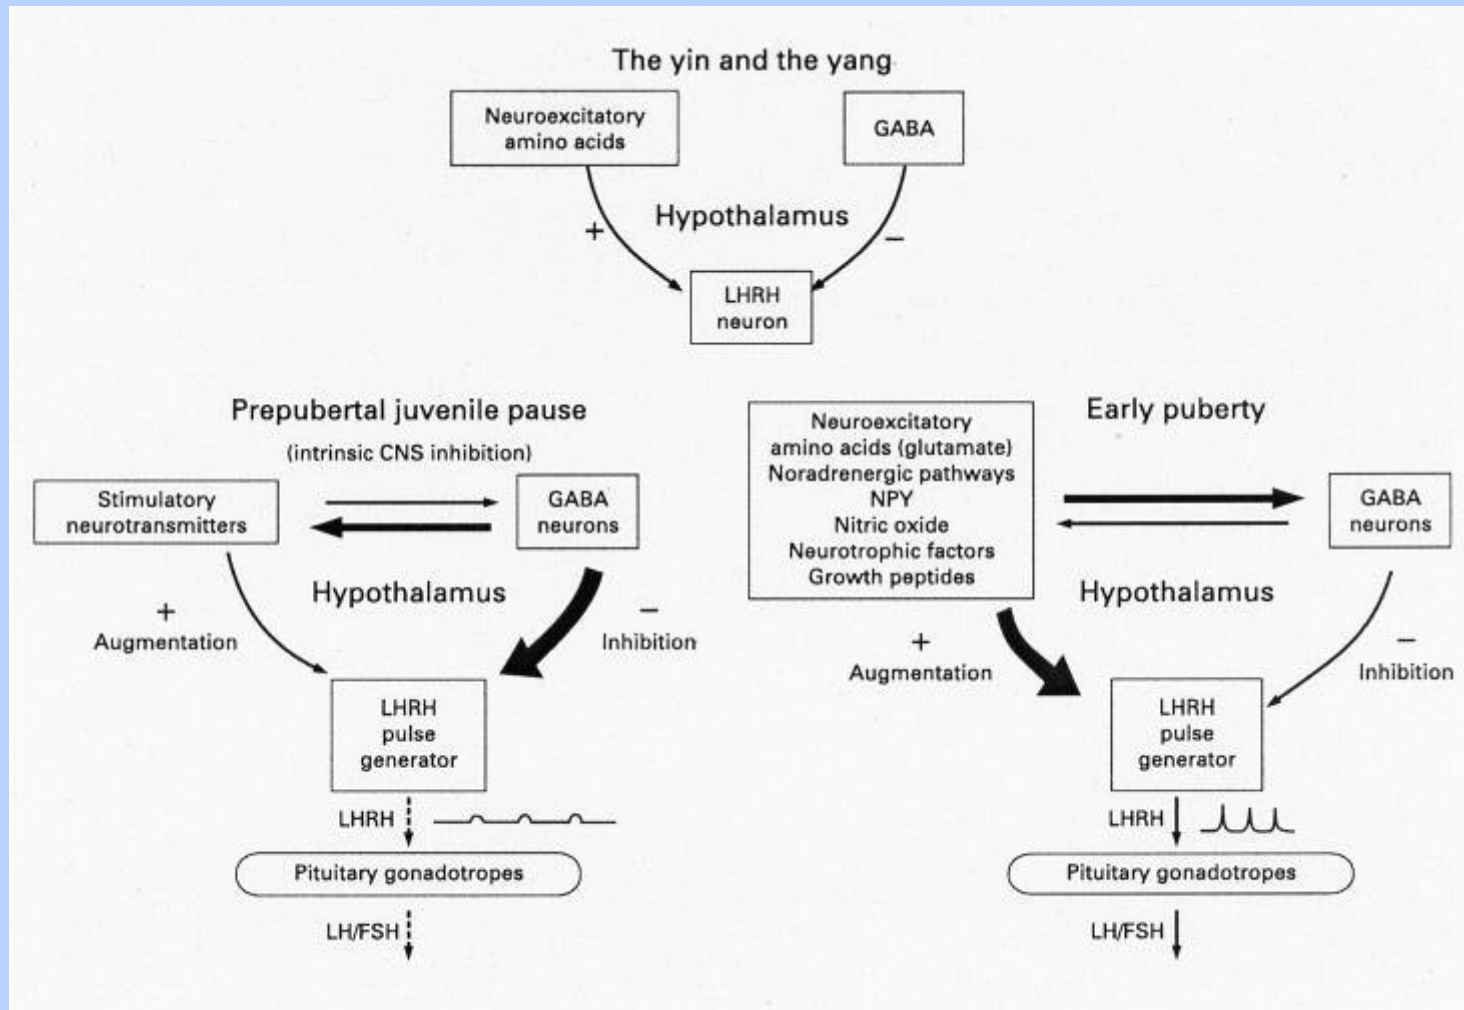 The yin and the yang
Neuroexcitatory
amino acids
GABA
Hypothalamus
+
−
LHRH
neuron
Prepubertal juvenile pause
(intrinsic CNS inhibition)
Stimulatory
neurotransmitters
GABA
neurons
Hypothalamus
+
Augmentation
−
Inhibition
LHRH
pulse
generator
LHRH
Pituitary gonadotropes
LH/FSH
Early puberty
Neuroexcitatory
amino acids (glutamate)
Noradrenergic pathways
NPY
Nitric oxide
Neurotrophic factors
Growth peptides
GABA
neurons
Hypothalamus
+
Augmentation
−
Inhibition
LHRH
pulse
generator
LHRH
Pituitary gonadotropes
LH/FSH